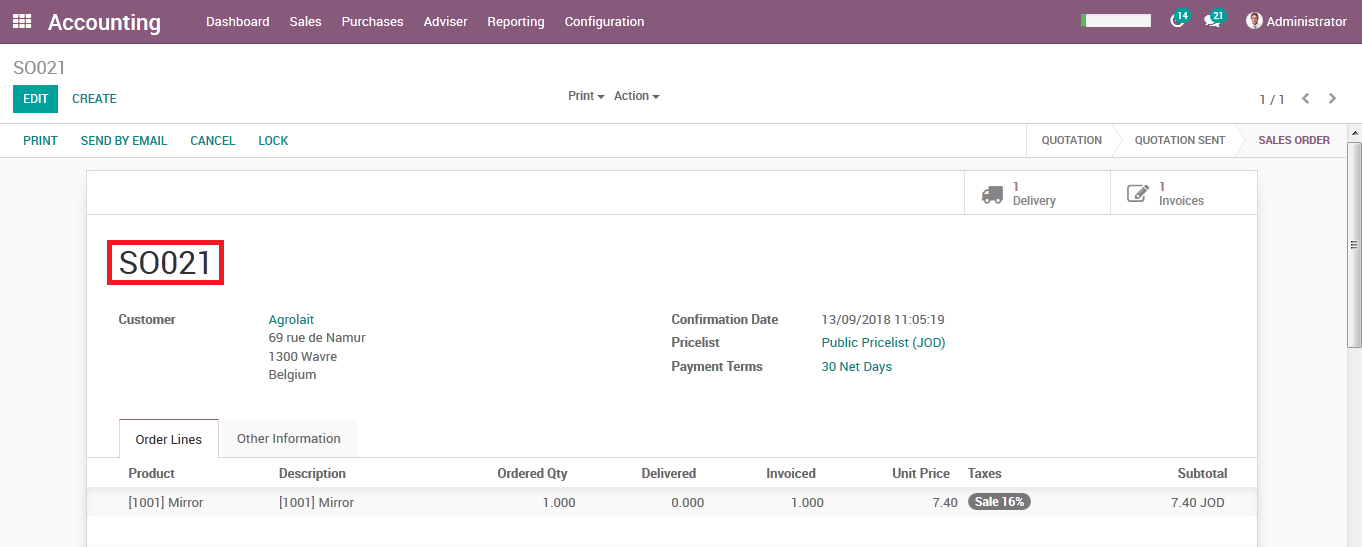 Accounting Dashboard Sales Purchases Adviser Reporting Configuration 14 21 Administrator
SO021
EDIT CREATE Print Action 1 / 1
PRINT SEND BY EMAIL CANCEL LOCK QUOTATION QUOTATION SENT SALES ORDER
1 Delivery 1 Invoices
SO021
Customer Agrolait Confirmation Date 13/09/2018 11:05:19
69 rue de Namur Pricelist Public Pricelist (JOD)
1300 Wavre Payment Terms 30 Net Days
Belgium
Order Lines Other Information
Product Description Ordered Qty Delivered Invoiced Unit Price Taxes Subtotal
[1001] Mirror [1001] Mirror 1.000 0.000 1.000 7.40 Sale 16% 7.40 JOD